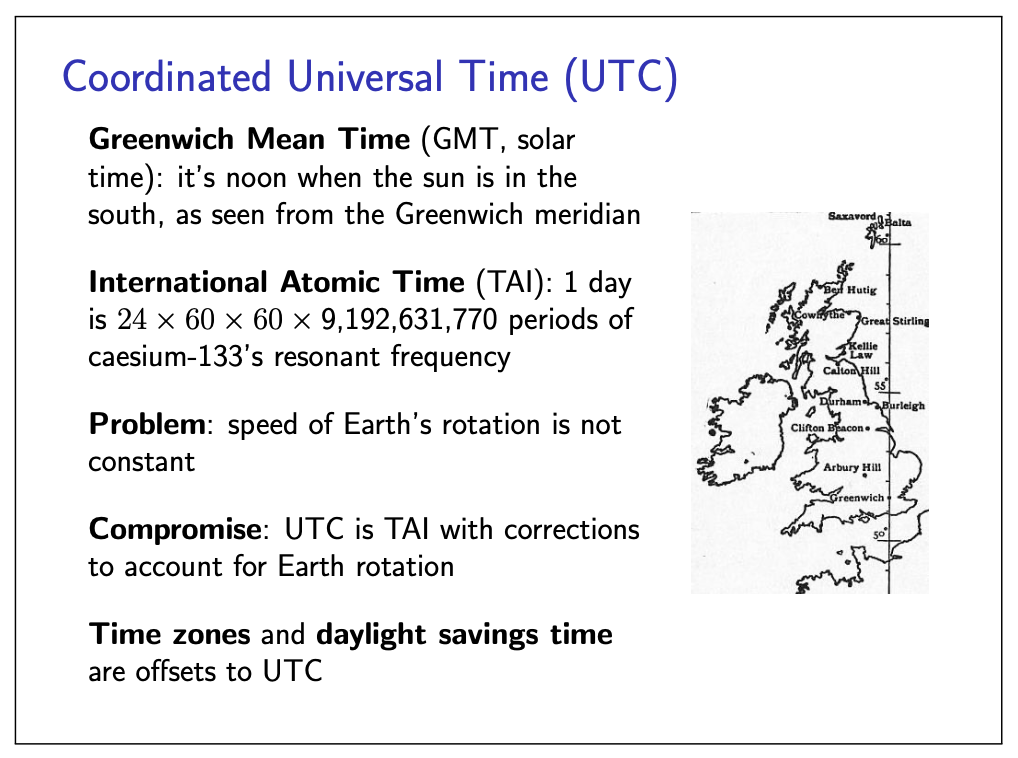 Coordinated Universal Time (UTC)
Greenwich Mean Time (GMT, solar
time): it's noon when the sun is in the
south, as seen from the Greenwich meridian
International Atomic Time (TAI): 1 day
is 24 × 60 × 60 × 9,192,631,770 periods of
caesium-133's resonant frequency
Problem: speed of Earth's rotation is not
constant
Compromise: UTC is TAI with corrections
to account for Earth rotation
Time zones and daylight savings time
are offsets to UTC
Saxavord
Balta
60°
Ben Hutig
Cowhythe
Great Stirling
Kellie
Law
Calton Hill
55°
Durham
Burleigh
Clifton Beacon
Arbury Hill
Greenwich
50°